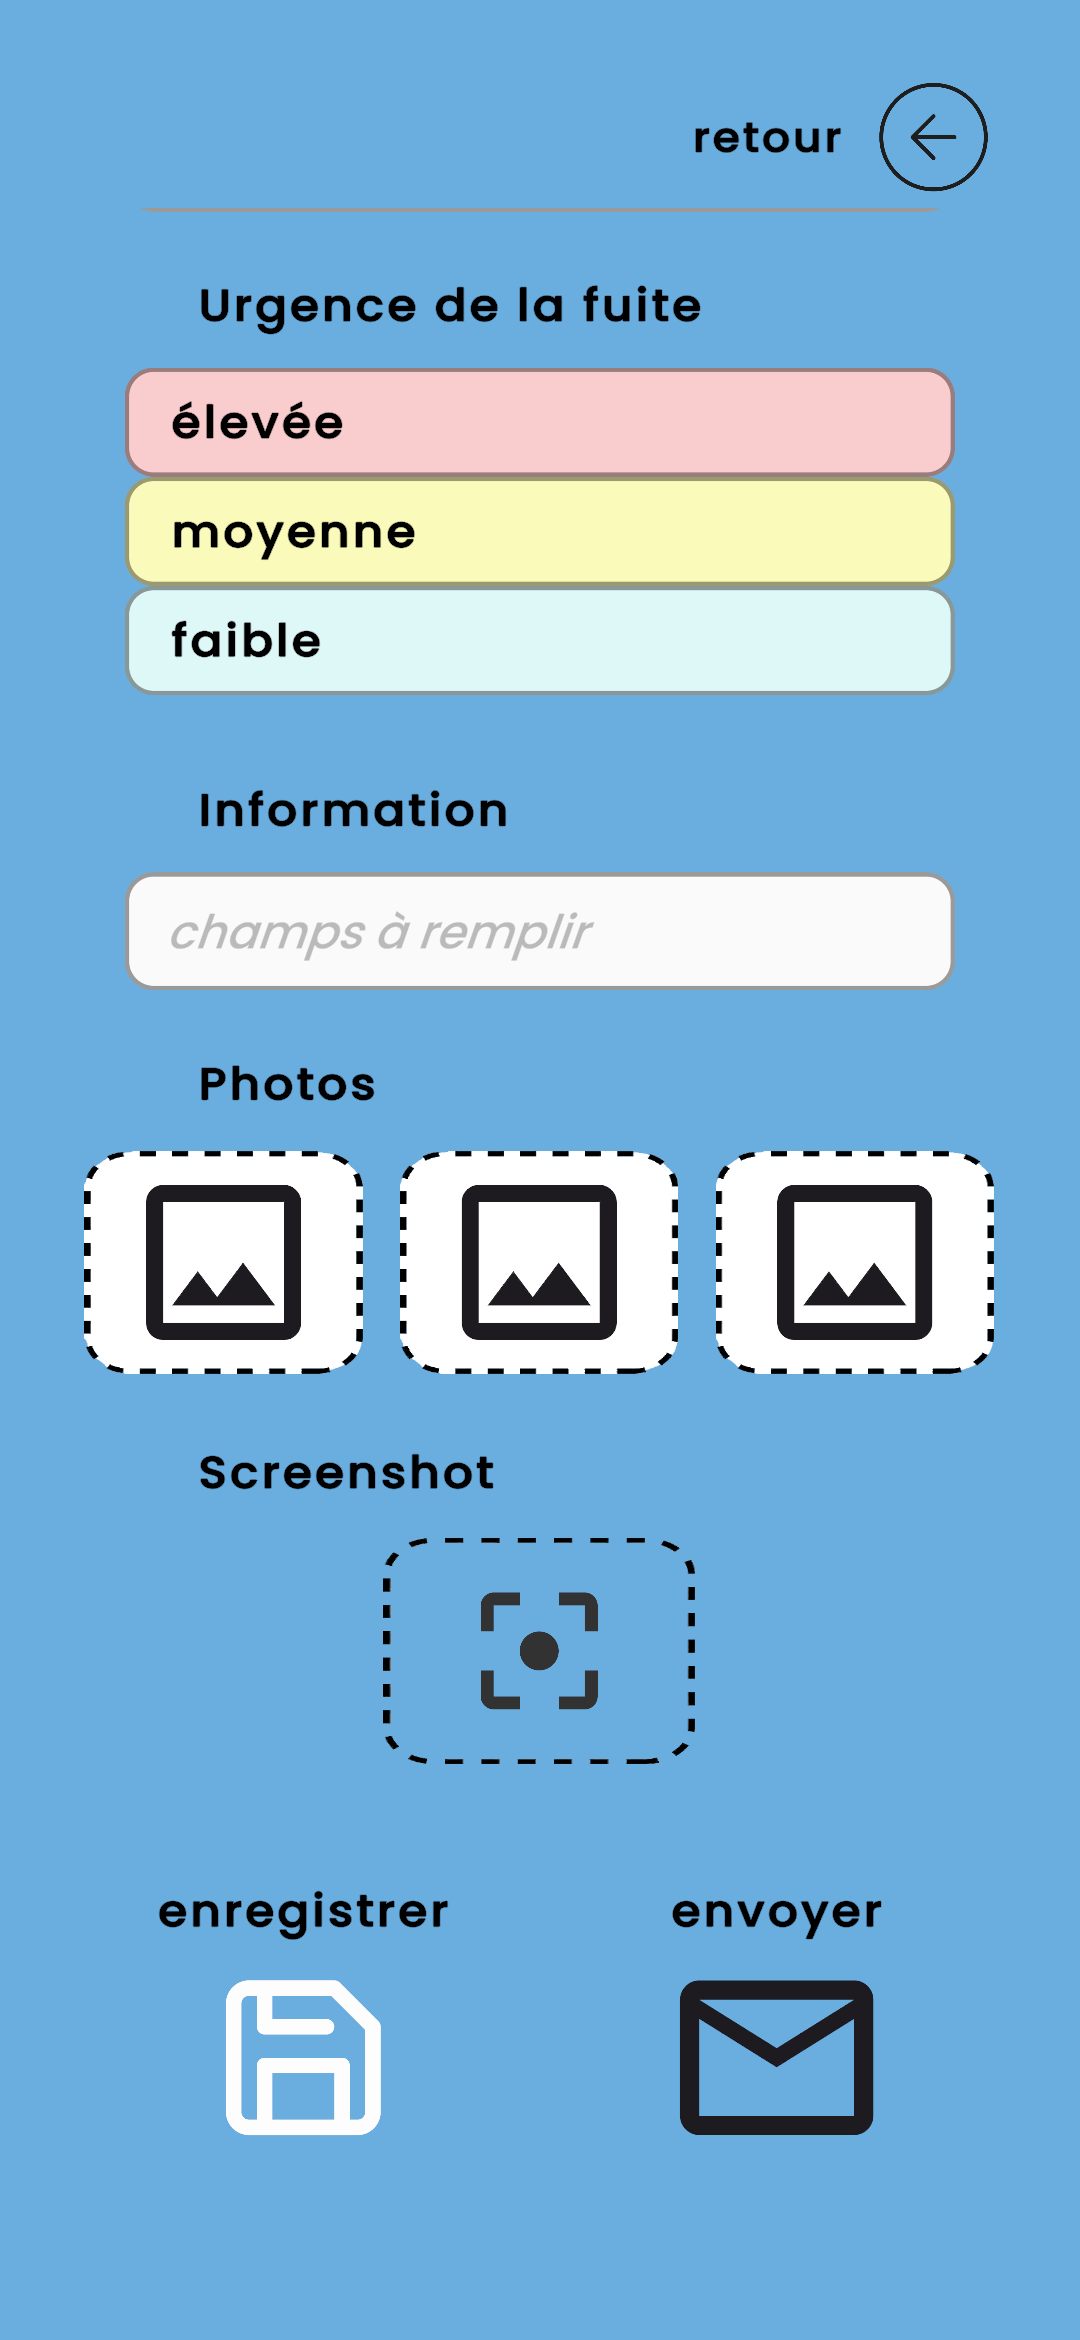 retour
Urgence de la fuite
élevée
moyenne
faible
Information
champs à remplir
Photos
Screenshot
enregistrer
envoyer